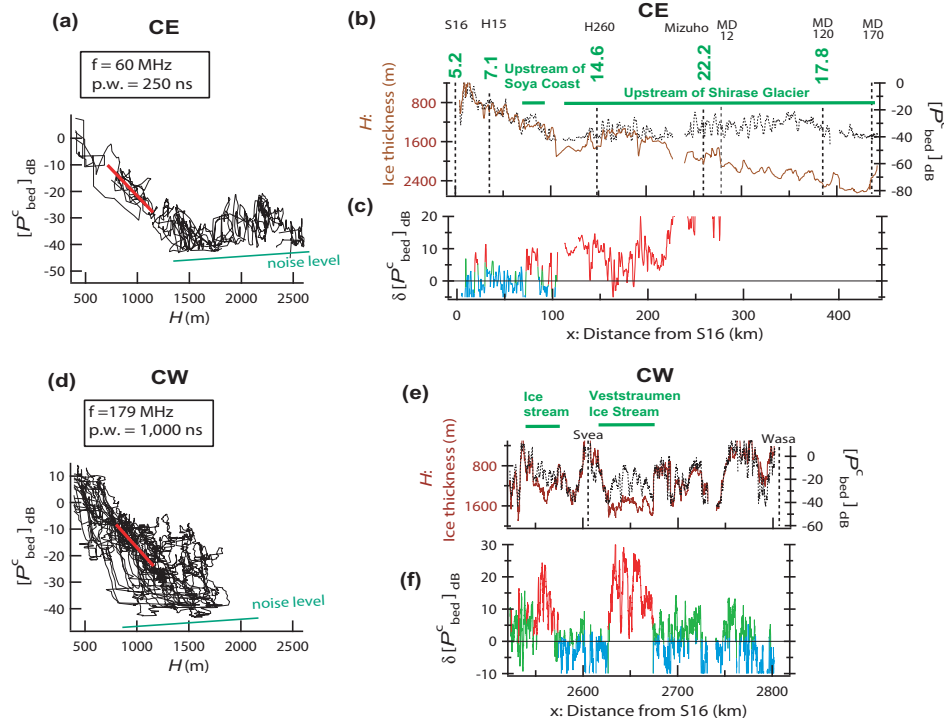 (a)
CE
f = 60 MHz
p.w. = 250 ns
[P^c_bed] dB
0
-10
-20
-30
-40
-50
noise level
500
1000
1500
2000
2500
H (m)
(b)
CE
S16
H15
H260
Mizuho
MD 12
MD 120
MD 170
5.2
7.1
14.6
22.2
17.8
Upstream of
Soya Coast
Upstream of Shirase Glacier
H:
Ice thickness (m)
800
1600
2400
0
-20
-40
-60
-80
[P^c_bed] dB
(c)
δ [P^c_bed] dB
20
15
10
5
0
0
100
200
300
400
x: Distance from S16 (km)
(d)
CW
f =179 MHz
p.w. = 1,000 ns
[P^c_bed] dB
10
0
-10
-20
-30
-40
noise level
500
1000
1500
2000
2500
H (m)
(e)
CW
Ice
stream
Veststraumen
Ice Stream
Svea
Wasa
H:
Ice thickness (m)
800
1600
0
-20
-40
-60
[P^c_bed] dB
(f)
δ [P^c_bed] dB
30
20
10
0
-10
2600
2700
2800
x: Distance from S16 (km)